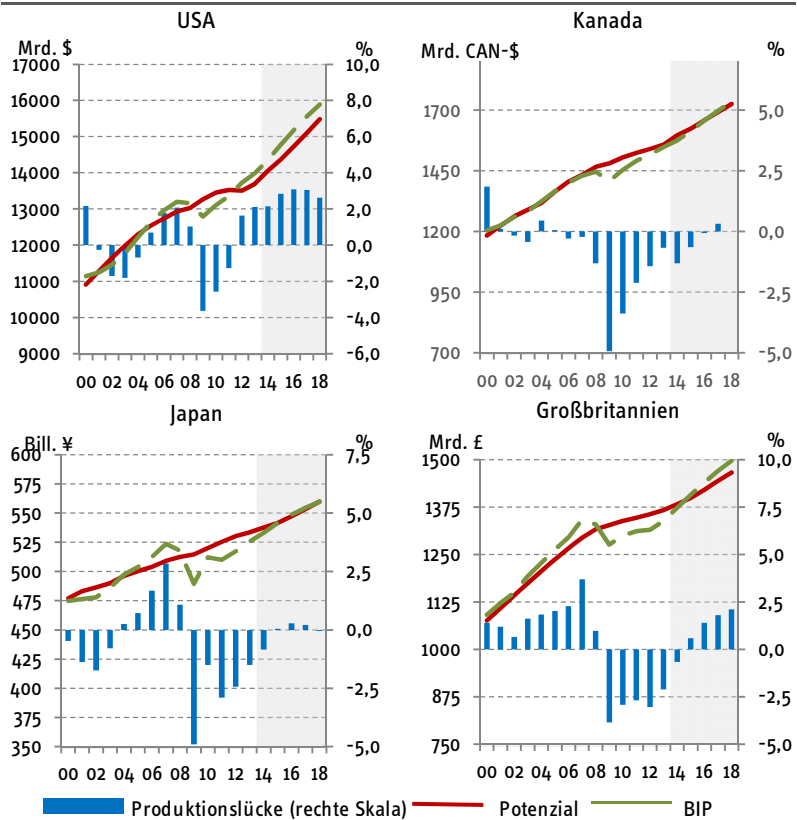 USA
Mrd. $ %
17000 10,0
16000 8,0
15000 6,0
14000 4,0
13000 2,0
12000 0,0
11000 -2,0
10000 -4,0
9000 -6,0
00 02 04 06 08 10 12 14 16 18
Kanada
Mrd. CAN-$ %
1700 5,0
1450 2,5
1200 0,0
950 -2,5
700 -5,0
00 02 04 06 08 10 12 14 16 18
Japan
Bill. ¥ %
600 7,5
575
550 5,0
525
500 2,5
475
450 0,0
425
400 -2,5
375
350 -5,0
00 02 04 06 08 10 12 14 16 18
Großbritannien
Mrd. £ %
1500 10,0
1375 7,5
1250 5,0
1125 2,5
1000 0,0
875 -2,5
750 -5,0
00 02 04 06 08 10 12 14 16 18
Produktionslücke (rechte Skala) Potenzial BIP